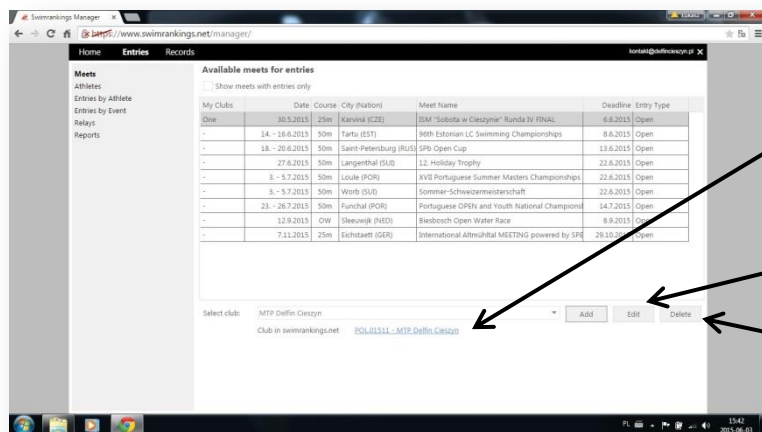 Swimrankings Manager
https://www.swimrankings.net/manager/
Home Entries Records kontakt@delfincieszyn.pl X
Meets
Athletes
Entries by Athlete
Entries by Event
Relays
Reports
Available meets for entries
Show meets with entries only
My Clubs Date Course City (Nation) Meet Name Deadline Entry Type
One 30.5.2015 25m Karviná (CZE) ISM "Sobota w Cieszynie" Runda IV FINAL 6.6.2015 Open
- 14. - 16.6.2015 50m Tartu (EST) 96th Estonian LC Swimming Championships 8.6.2015 Open
- 18. - 20.6.2015 50m Saint-Petersburg (RUS) SPb Open Cup 13.6.2015 Open
- 27.6.2015 50m Langenthal (SUI) 12. Holiday Trophy 22.6.2015 Open
- 3. - 5.7.2015 50m Loule (POR) XVII Portuguese Summer Masters Championships 22.6.2015 Open
- 3. - 5.7.2015 50m Worb (SUI) Sommer-Schweizermeisterschaft 22.6.2015 Open
- 23. - 26.7.2015 50m Funchal (POR) Portuguese OPEN and Youth National Championsl 14.7.2015 Open
- 12.9.2015 OW Sleeuwijk (NED) Biesbosch Open Water Race 8.9.2015 Open
- 7.11.2015 25m Eichstaett (GER) International Altmühltal MEETING powered by SPE 29.10.2015 Open
Select club: MTP Delfin Cieszyn Add Edit Delete
Club in swimrankings.net POL.01511 - MTP Delfin Cieszyn
PL 15:42
2015-06-03